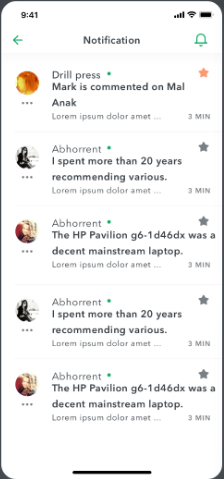 9:41
Notification
Drill press
Mark is commented on Mal
Anak
Lorem ipsum dolor amet ...
3 MIN
Abhorrent
I spent more than 20 years
recommending various.
Lorem ipsum dolor amet ...
3 MIN
Abhorrent
The HP Pavilion g6-1d46dx was a
decent mainstream laptop.
Lorem ipsum dolor amet ...
3 MIN
Abhorrent
I spent more than 20 years
recommending various.
Lorem ipsum dolor amet ...
3 MIN
Abhorrent
The HP Pavilion g6-1d46dx was a
decent mainstream laptop.
Lorem ipsum dolor amet ...
3 MIN